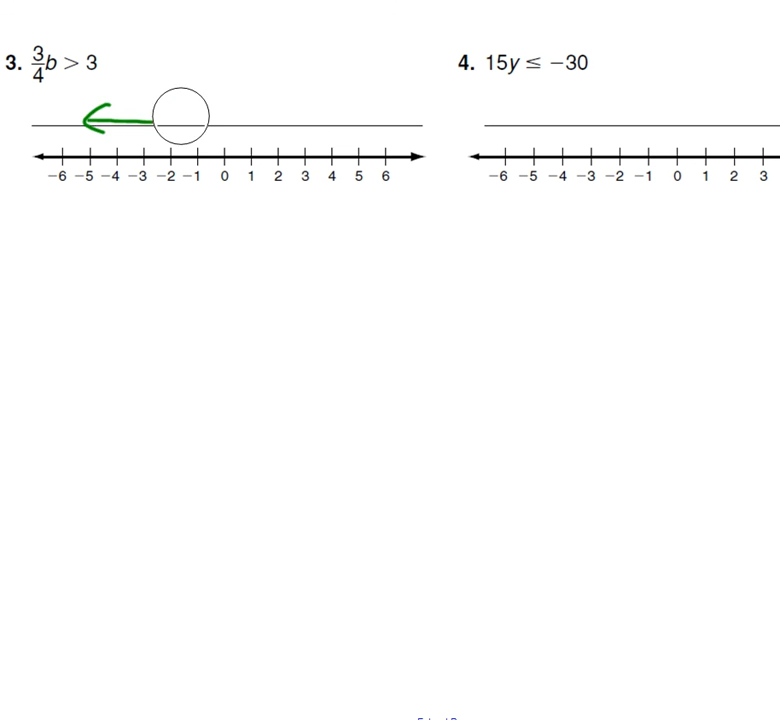 3. 3/4 b > 3
4. 15y ≤ −30
−6 −5 −4 −3 −2 −1 0 1 2 3 4 5 6
−6 −5 −4 −3 −2 −1 0 1 2 3